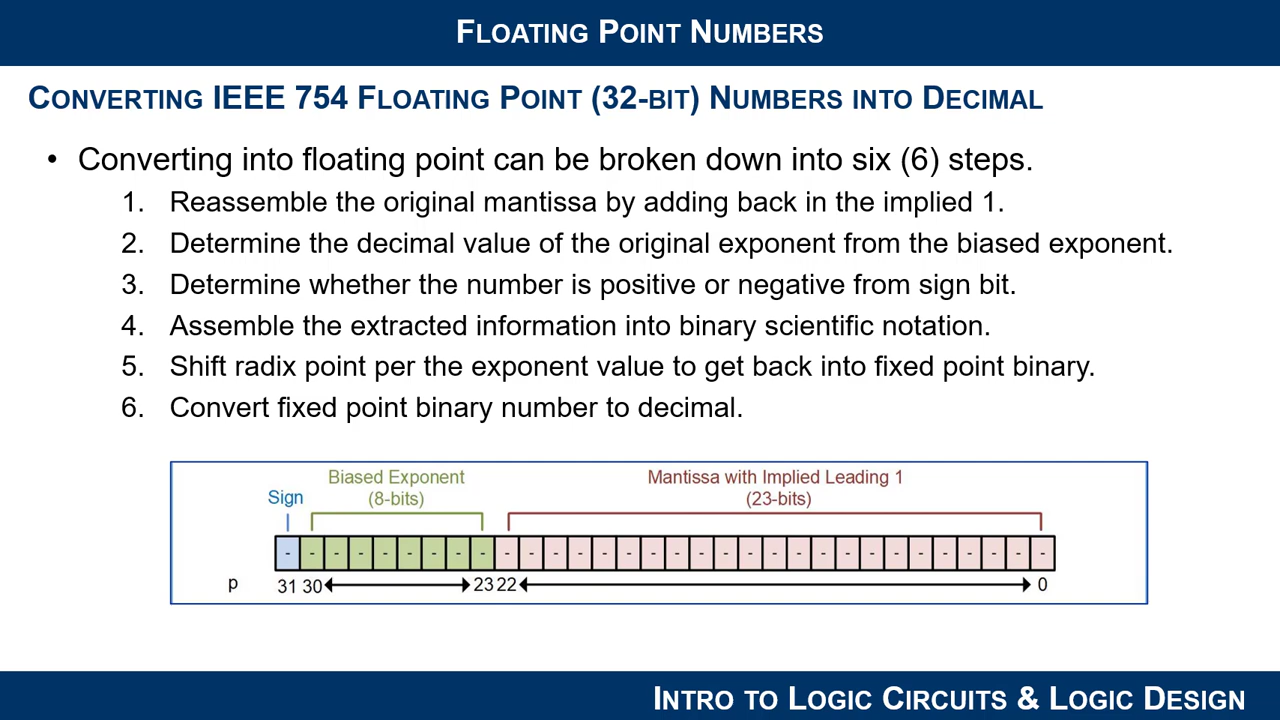 FLOATING POINT NUMBERS
CONVERTING IEEE 754 FLOATING POINT (32-BIT) NUMBERS INTO DECIMAL
• Converting into floating point can be broken down into six (6) steps.
1. Reassemble the original mantissa by adding back in the implied 1.
2. Determine the decimal value of the original exponent from the biased exponent.
3. Determine whether the number is positive or negative from sign bit.
4. Assemble the extracted information into binary scientific notation.
5. Shift radix point per the exponent value to get back into fixed point binary.
6. Convert fixed point binary number to decimal.
Biased Exponent
(8-bits)
Mantissa with Implied Leading 1
(23-bits)
Sign
- - - - - - - - - - - - - - - - - - - - - - - - - - - - - - - -
p 31 30 23 22 0
INTRO TO LOGIC CIRCUITS & LOGIC DESIGN